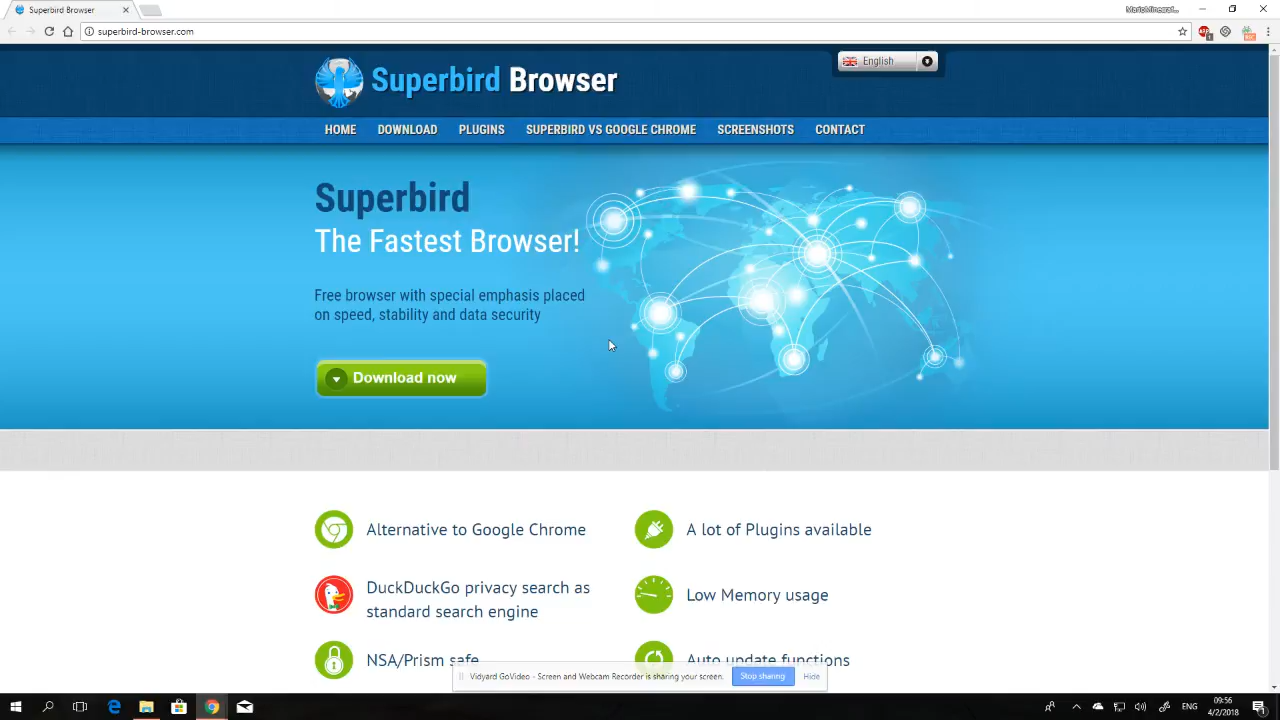 Superbird Browser
superbird-browser.com
Superbird Browser
English
HOME DOWNLOAD PLUGINS SUPERBIRD VS GOOGLE CHROME SCREENSHOTS CONTACT
Superbird
The Fastest Browser!
Free browser with special emphasis placed
on speed, stability and data security
Download now
Alternative to Google Chrome
A lot of Plugins available
DuckDuckGo privacy search as
standard search engine
Low Memory usage
NSA/Prism safe
Auto update functions
Vidyard GoVideo - Screen and Webcam Recorder is sharing your screen.
Stop sharing
Hide
ENG
09:56
4/2/2018